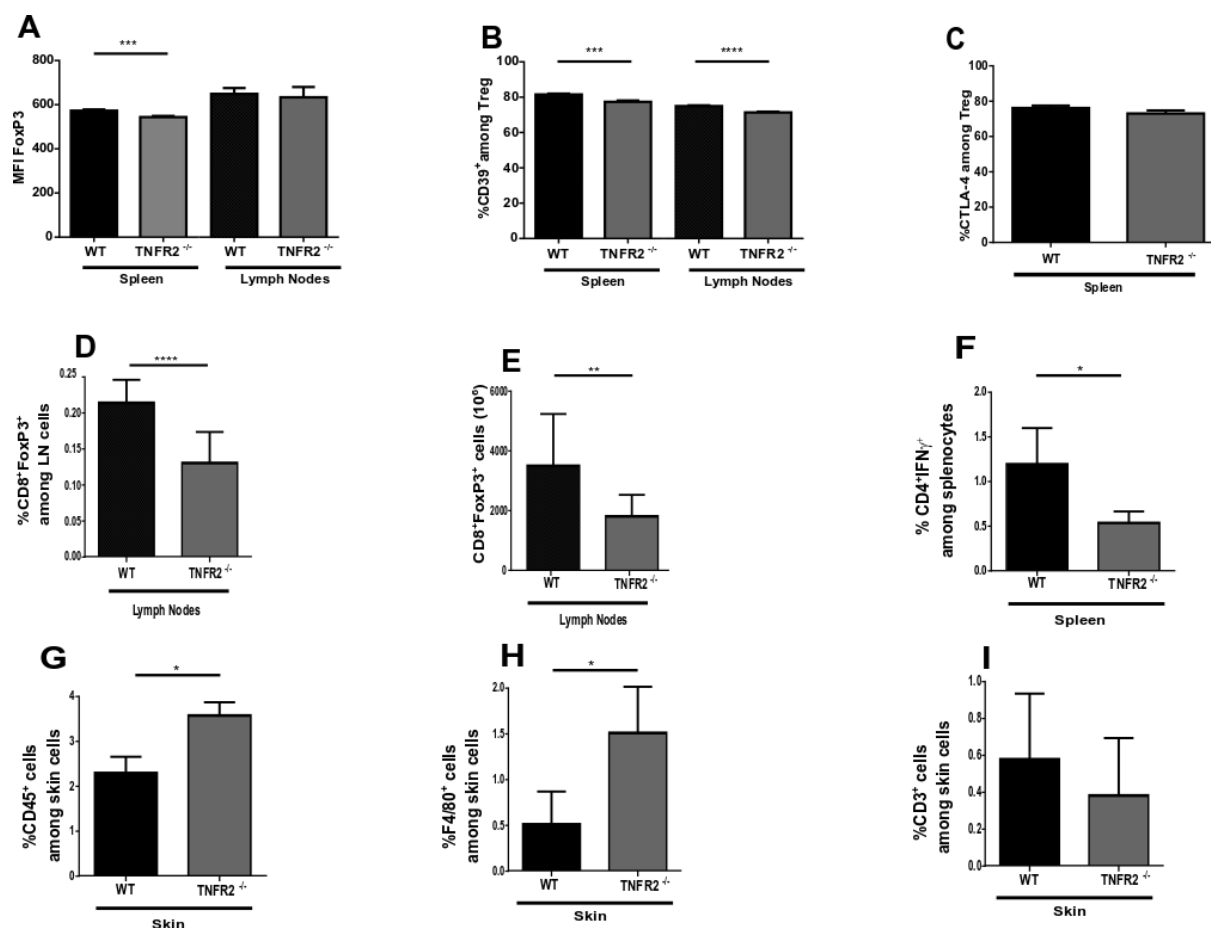 A
***
MFI FoxP3
800
600
400
200
0
WT
TNFR2 -/-
WT
TNFR2 -/-
Spleen
Lymph Nodes
B
***
****
%CD39+among Treg
100
80
60
40
20
0
WT
TNFR2 -/-
WT
TNFR2 -/-
Spleen
Lymph Nodes
C
%CTLA-4 among Treg
100
80
60
40
20
0
WT
TNFR2 -/-
Spleen
D
****
%CD8+FoxP3+
among LN cells
0.25
0.20
0.15
0.10
0.05
0.00
WT
TNFR2 -/-
Lymph Nodes
E
**
CD8+FoxP3+ cells (10⁶)
6000
4000
2000
0
WT
TNFR2 -/-
Lymph Nodes
F
*
% CD4+IFNγ+
among splenocytes
2.0
1.5
1.0
0.5
0.0
WT
TNFR2 -/-
Spleen
G
*
%CD45+ cells
among skin cells
4
3
2
1
0
WT
TNFR2 -/-
Skin
H
*
%F4/80+ cells
among skin cells
2.0
1.5
1.0
0.5
0.0
WT
TNFR2 -/-
Skin
I
%CD3+ cells
among skin cells
1.0
0.8
0.6
0.4
0.2
0.0
WT
TNFR2 -/-
Skin